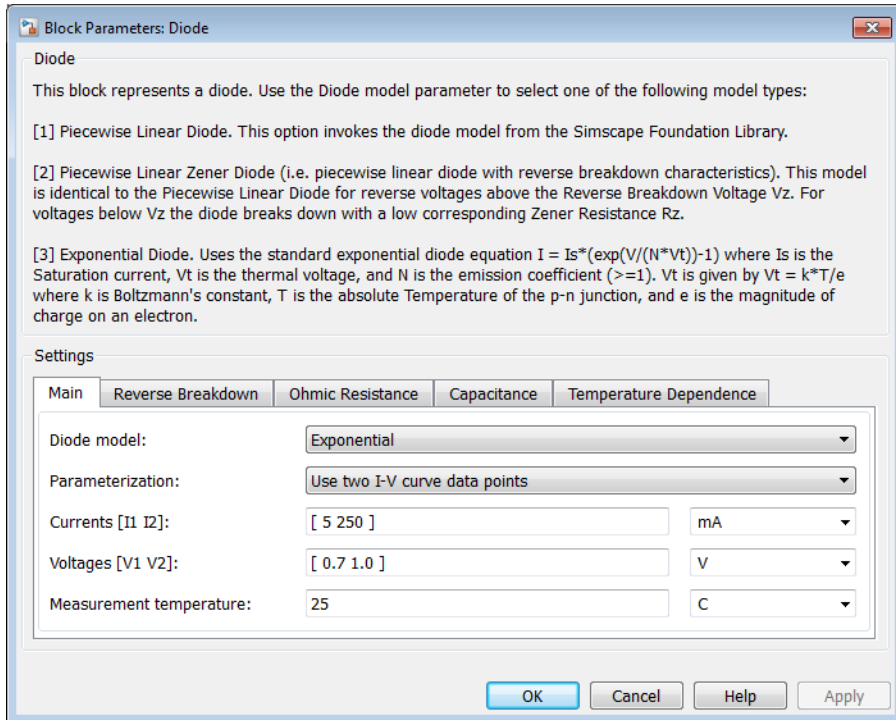 Block Parameters: Diode
Diode
This block represents a diode. Use the Diode model parameter to select one of the following model types:
[1] Piecewise Linear Diode. This option invokes the diode model from the Simscape Foundation Library.
[2] Piecewise Linear Zener Diode (i.e. piecewise linear diode with reverse breakdown characteristics). This model
is identical to the Piecewise Linear Diode for reverse voltages above the Reverse Breakdown Voltage Vz. For
voltages below Vz the diode breaks down with a low corresponding Zener Resistance Rz.
[3] Exponential Diode. Uses the standard exponential diode equation I = Is*(exp(V/(N*Vt))-1) where Is is the
Saturation current, Vt is the thermal voltage, and N is the emission coefficient (>=1). Vt is given by Vt = k*T/e
where k is Boltzmann's constant, T is the absolute Temperature of the p-n junction, and e is the magnitude of
charge on an electron.
Settings
Main Reverse Breakdown Ohmic Resistance Capacitance Temperature Dependence
Diode model: Exponential
Parameterization: Use two I-V curve data points
Currents [I1 I2]: [ 5 250 ] mA
Voltages [V1 V2]: [ 0.7 1.0 ] V
Measurement temperature: 25 C
OK Cancel Help Apply